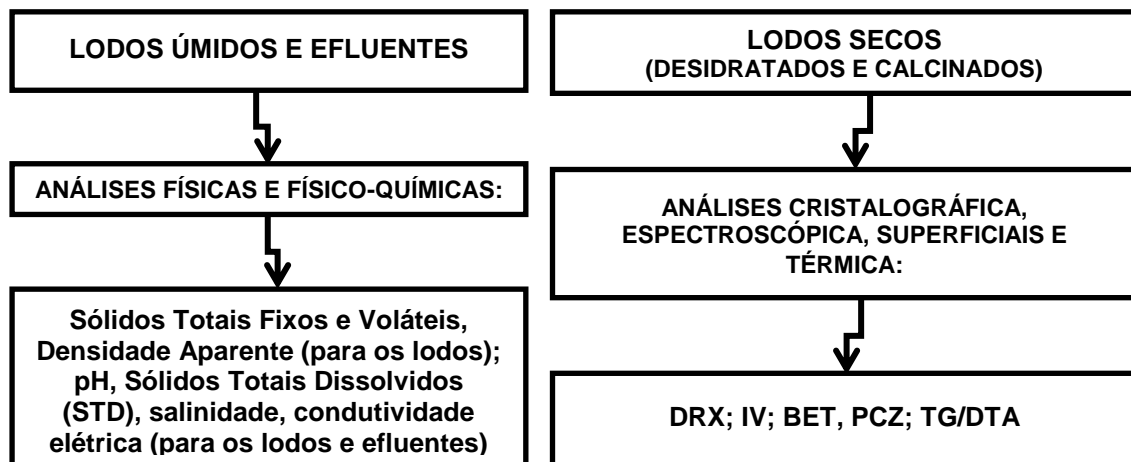 LODOS ÚMIDOS E EFLUENTES
ANÁLISES FÍSICAS E FÍSICO-QUÍMICAS:
Sólidos Totais Fixos e Voláteis,
Densidade Aparente (para os lodos);
pH, Sólidos Totais Dissolvidos
(STD), salinidade, condutividade
elétrica (para os lodos e efluentes)
LODOS SECOS
(DESIDRATADOS E CALCINADOS)
ANÁLISES CRISTALOGRÁFICA,
ESPECTROSCÓPICA, SUPERFICIAIS E
TÉRMICA:
DRX; IV; BET, PCZ; TG/DTA